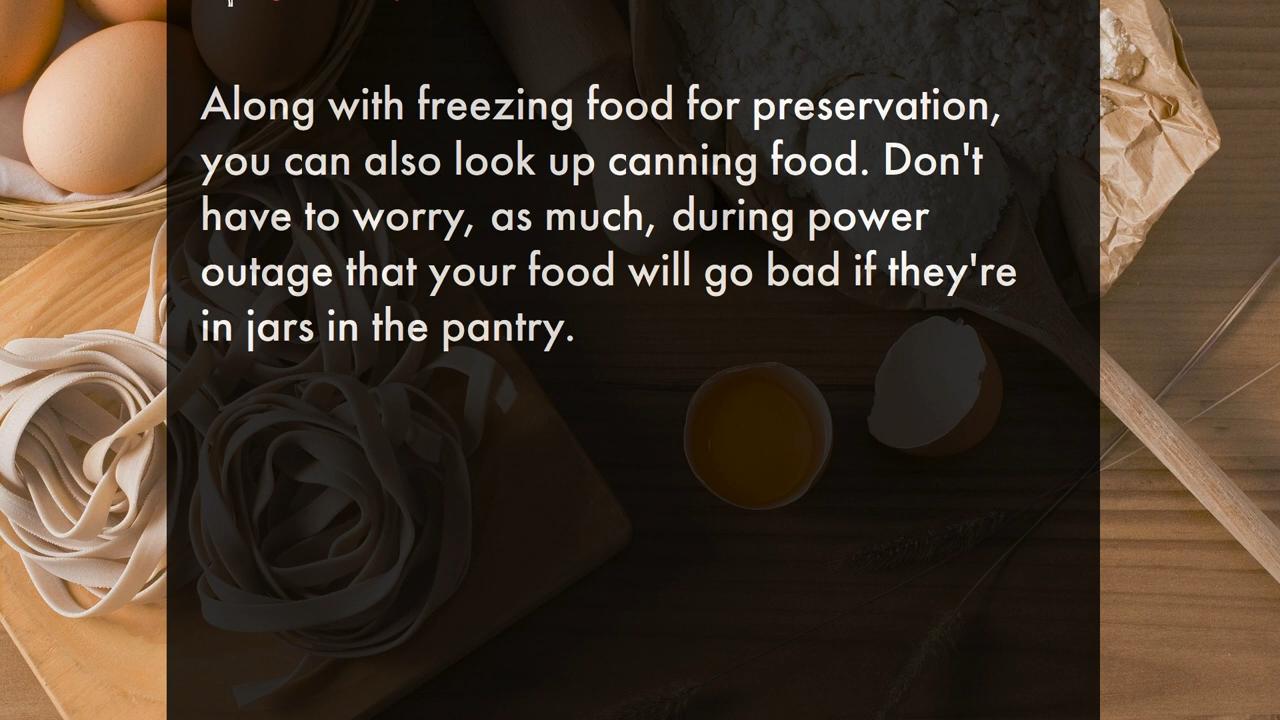 Along with freezing food for preservation,
you can also look up canning food. Don't
have to worry, as much, during power
outage that your food will go bad if they're
in jars in the pantry.